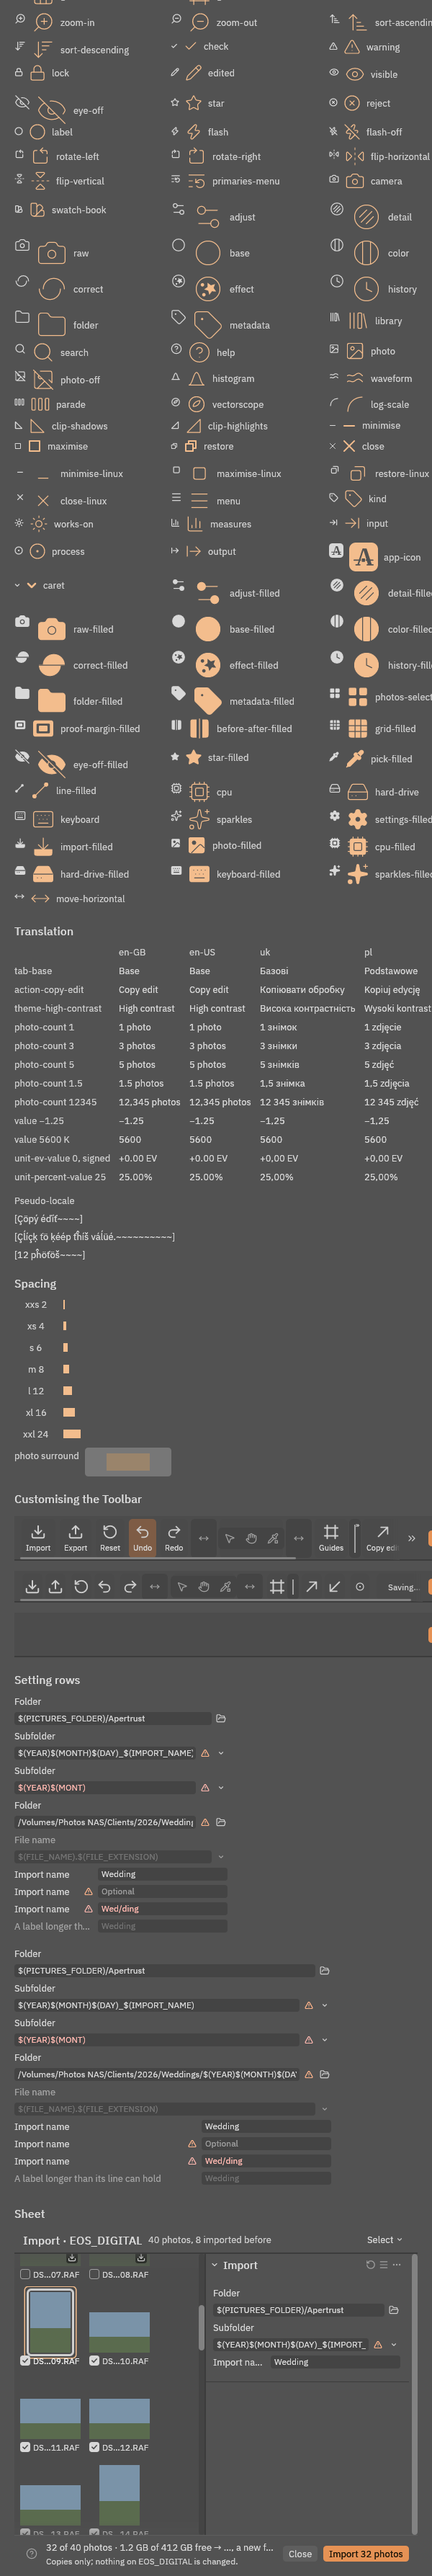 zoom-in zoom-out sort-ascendin
sort-descending check warning
lock edited visible
eye-off star reject
label flash flash-off
rotate-left rotate-right flip-horizontal
flip-vertical primaries-menu camera
swatch-book adjust detail
raw base color
correct effect history
folder metadata library
search help photo
photo-off histogram waveform
parade vectorscope log-scale
clip-shadows clip-highlights minimise
maximise restore close
minimise-linux maximise-linux restore-linux
close-linux menu kind
works-on measures input
process output app-icon
caret adjust-filled detail-fille
raw-filled base-filled color-filled
correct-filled effect-filled history-fill
folder-filled metadata-filled photos-select
proof-margin-filled before-after-filled grid-filled
eye-off-filled star-filled pick-filled
line-filled cpu hard-drive
keyboard sparkles settings-filled
import-filled photo-filled cpu-filled
hard-drive-filled keyboard-filled sparkles-filled
move-horizontal
Translation
en-GB en-US uk pl
tab-base Base Base Базові Podstawowe
action-copy-edit Copy edit Copy edit Копіювати обробку Kopiuj edycję
theme-high-contrast High contrast High contrast Висока контрастність Wysoki kontrast
photo-count 1 1 photo 1 photo 1 знімок 1 zdjęcie
photo-count 3 3 photos 3 photos 3 знімки 3 zdjęcia
photo-count 5 5 photos 5 photos 5 знімків 5 zdjęć
photo-count 1.5 1.5 photos 1.5 photos 1,5 знімка 1,5 zdjęcia
photo-count 12345 12,345 photos 12,345 photos 12 345 знімків 12 345 zdjęć
value −1.25 −1.25 −1.25 −1,25 −1,25
value 5600 K 5600 5600 5600 5600
unit-ev-value 0, signed +0.00 EV +0.00 EV +0,00 EV +0,00 EV
unit-percent-value 25 25.00% 25.00% 25,00% 25,00%
Pseudo-locale
[12 þĥöťöš~~~~]
Spacing
xxs 2
xs 4
s 6
m 8
l 12
xl 16
xxl 24
photo surround
Customising the Toolbar
Import Export Reset Undo Redo Guides Copy edi
Saving...
Setting rows
Folder
$(PICTURES_FOLDER)/Apertrust
Subfolder
$(YEAR)$(MONTH)$(DAY)_$(IMPORT_NAME)
Subfolder
$(YEAR)$(MONT)
Folder
/Volumes/Photos NAS/Clients/2026/Wedding
File name
$(FILE_NAME).$(FILE_EXTENSION)
Import name Wedding
Import name Optional
Import name Wed/ding
A label longer th... Wedding
Folder
$(PICTURES_FOLDER)/Apertrust
Subfolder
$(YEAR)$(MONTH)$(DAY)_$(IMPORT_NAME)
Subfolder
$(YEAR)$(MONT)
Folder
/Volumes/Photos NAS/Clients/2026/Weddings/$(YEAR)$(MONTH)$(DA
File name
$(FILE_NAME).$(FILE_EXTENSION)
Import name Wedding
Import name Optional
Import name Wed/ding
A label longer than its line can hold Wedding
Sheet
Import · EOS_DIGITAL 40 photos, 8 imported before Select
DS...07.RAF DS...08.RAF
DS...09.RAF DS...10.RAF
DS...11.RAF DS...12.RAF
DS...13.RAF DS...14.RAF
Import
Folder
$(PICTURES_FOLDER)/Apertrust
Subfolder
$(YEAR)$(MONTH)$(DAY)_$(IMPORT_
Import na... Wedding
32 of 40 photos · 1.2 GB of 412 GB free → ..., a new f...
Copies only; nothing on EOS_DIGITAL is changed.
Close Import 32 photos